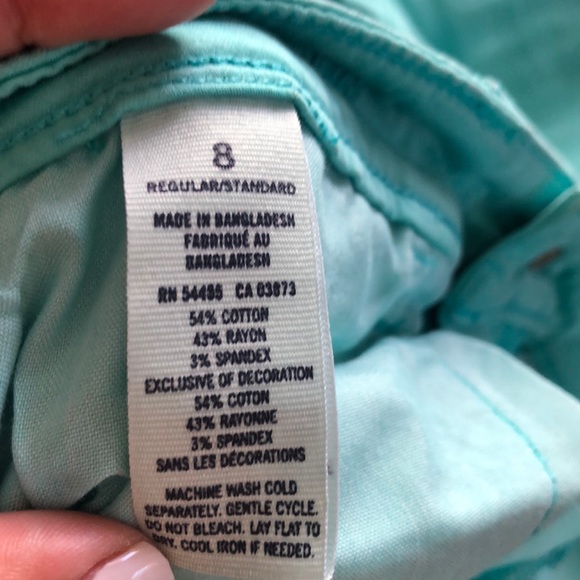 8
REGULAR/STANDARD
MADE IN BANGLADESH
FABRIQUÉ AU
BANGLADESH
RN 54485 CA 03873
54% COTTON
43% RAYON
3% SPANDEX
EXCLUSIVE OF DECORATION
54% COTON
43% RAYONNE
3% SPANDEX
SANS LES DÉCORATIONS
MACHINE WASH COLD
SEPARATELY. GENTLE CYCLE.
DO NOT BLEACH. LAY FLAT TO
DRY. COOL IRON IF NEEDED.